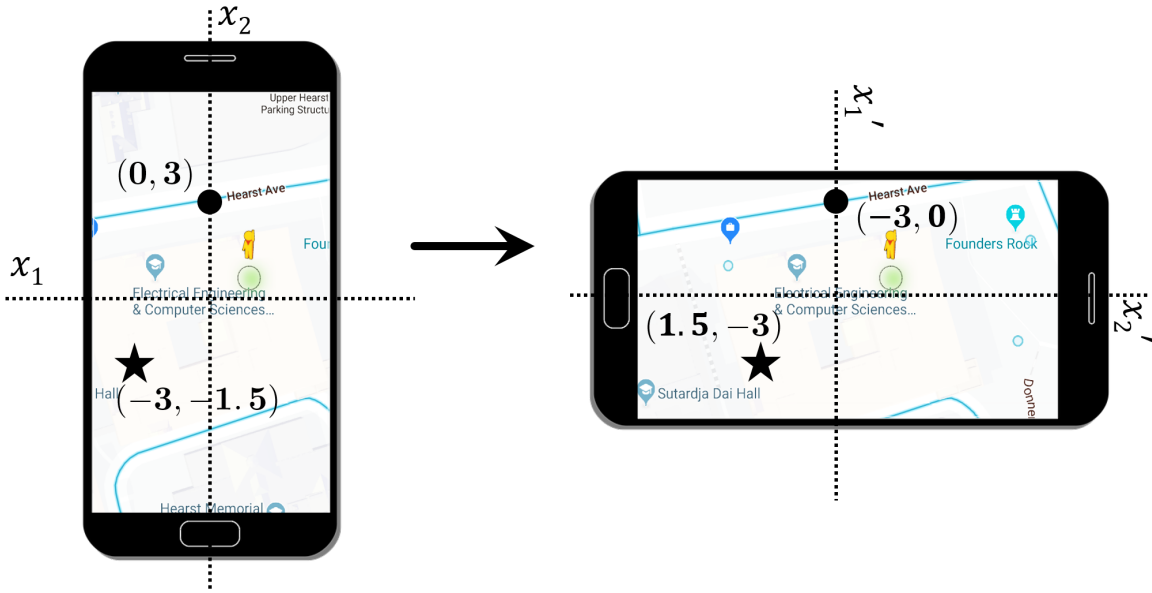 x₂
Upper Hearst
Parking Structu
(0, 3)
Hearst Ave
Four
x₁
Electrical Engineering
& Computer Sciences...
Hall
(−3, −1.5)
Hearst Memorial
x₁′
Hearst Ave
(−3, 0)
Founders Rock
Electrical Engineering
& Computer Sciences...
x₂′
(1.5, −3)
Sutardja Dai Hall
Donne